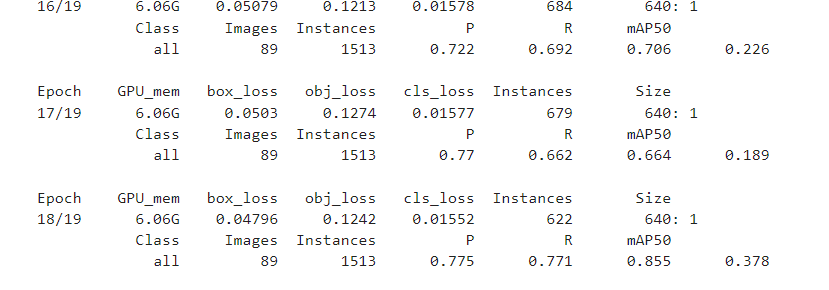 16/19 6.06G 0.05079 0.1213 0.01578 684 640: 1
Class Images Instances P R mAP50
all 89 1513 0.722 0.692 0.706 0.226
Epoch GPU_mem box_loss obj_loss cls_loss Instances Size
17/19 6.06G 0.0503 0.1274 0.01577 679 640: 1
Class Images Instances P R mAP50
all 89 1513 0.77 0.662 0.664 0.189
Epoch GPU_mem box_loss obj_loss cls_loss Instances Size
18/19 6.06G 0.04796 0.1242 0.01552 622 640: 1
Class Images Instances P R mAP50
all 89 1513 0.775 0.771 0.855 0.378